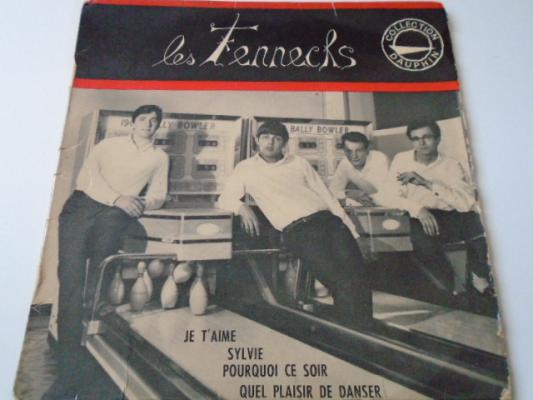 les Fennecks
COLLECTION
DAUPHIN
BALLY BOWLER
BALLY BOWLER
JE T'AIME
SYLVIE
POURQUOI CE SOIR
QUEL PLAISIR DE DANSER